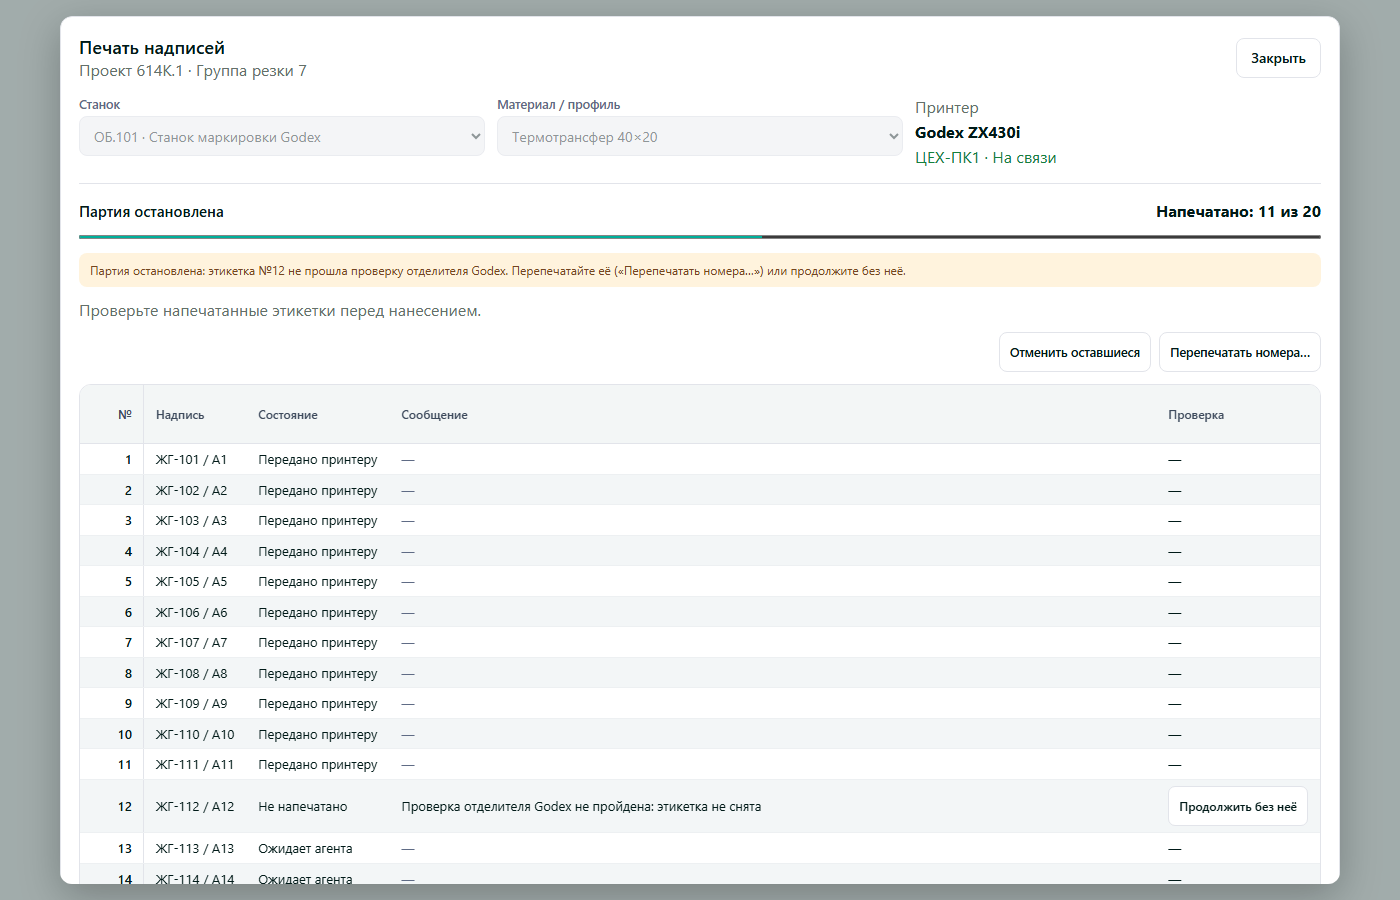 Печать надписей
Проект 614К.1 · Группа резки 7
Закрыть
Станок
ОБ.101 · Станок маркировки Godex
Материал / профиль
Термотрансфер 40×20
Принтер
Godex ZX430i
ЦЕХ-ПК1 · На связи
Партия остановлена
Напечатано: 11 из 20
Партия остановлена: этикетка №12 не прошла проверку отделителя Godex. Перепечатайте её («Перепечатать номера...») или продолжите без неё.
Проверьте напечатанные этикетки перед нанесением.
Отменить оставшиеся
Перепечатать номера...
№ Надпись Состояние Сообщение Проверка
1 ЖГ-101 / А1 Передано принтеру — —
2 ЖГ-102 / А2 Передано принтеру — —
3 ЖГ-103 / А3 Передано принтеру — —
4 ЖГ-104 / А4 Передано принтеру — —
5 ЖГ-105 / А5 Передано принтеру — —
6 ЖГ-106 / А6 Передано принтеру — —
7 ЖГ-107 / А7 Передано принтеру — —
8 ЖГ-108 / А8 Передано принтеру — —
9 ЖГ-109 / А9 Передано принтеру — —
10 ЖГ-110 / А10 Передано принтеру — —
11 ЖГ-111 / А11 Передано принтеру — —
12 ЖГ-112 / А12 Не напечатано Проверка отделителя Godex не пройдена: этикетка не снята Продолжить без неё
13 ЖГ-113 / А13 Ожидает агента — —
14 ЖГ-114 / А14 Ожидает агента — —